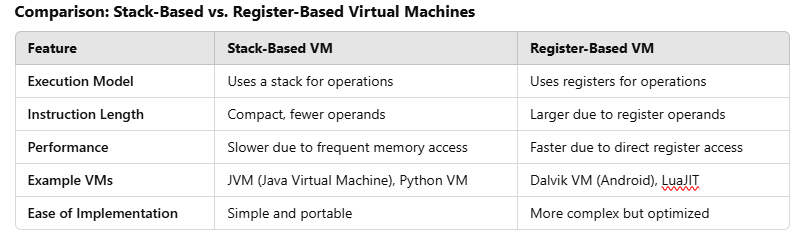 Comparison: Stack-Based vs. Register-Based Virtual Machines
Feature Stack-Based VM Register-Based VM
Execution Model Uses a stack for operations Uses registers for operations
Instruction Length Compact, fewer operands Larger due to register operands
Performance Slower due to frequent memory access Faster due to direct register access
Example VMs JVM (Java Virtual Machine), Python VM Dalvik VM (Android), LuaJIT
Ease of Implementation Simple and portable More complex but optimized